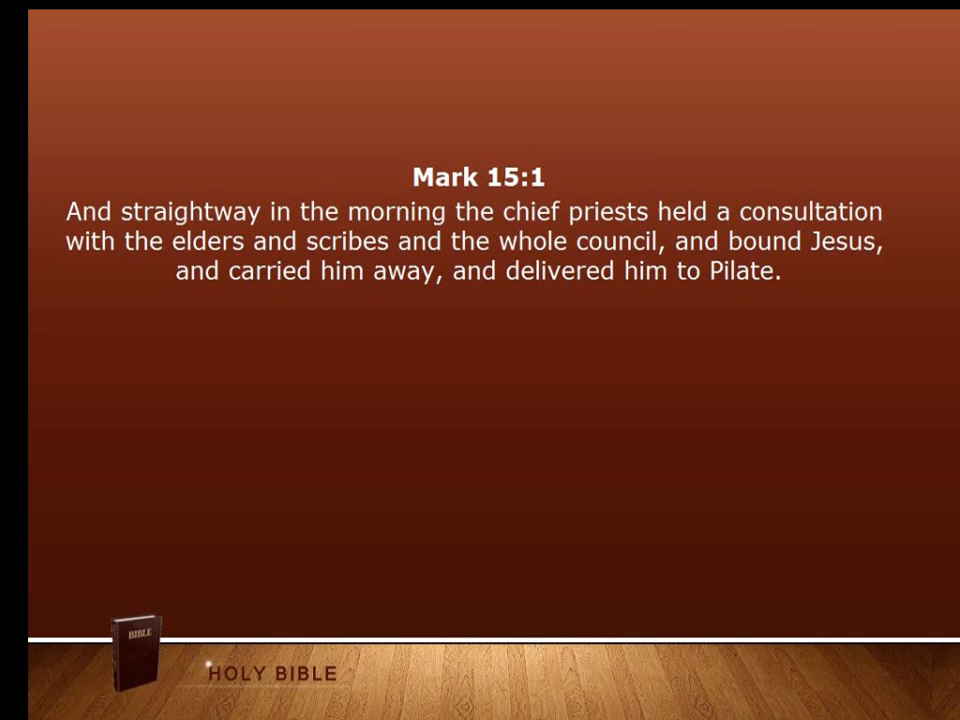 Mark 15:1
And straightway in the morning the chief priests held a consultation
with the elders and scribes and the whole council, and bound Jesus,
and carried him away, and delivered him to Pilate.
BIBLE
HOLY BIBLE